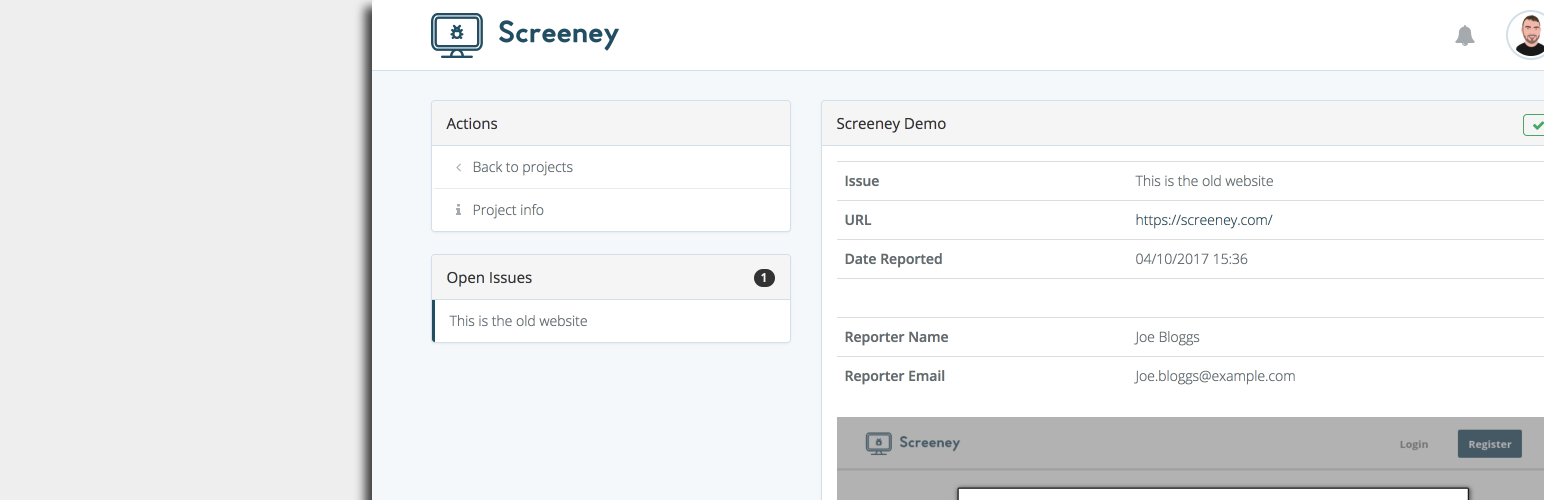 Screeney
Actions
Back to projects
Project info
Open Issues 1
This is the old website
Screeney Demo
Issue This is the old website
URL https://screeney.com/
Date Reported 04/10/2017 15:36
Reporter Name Joe Bloggs
Reporter Email Joe.bloggs@example.com
Screeney Login Register